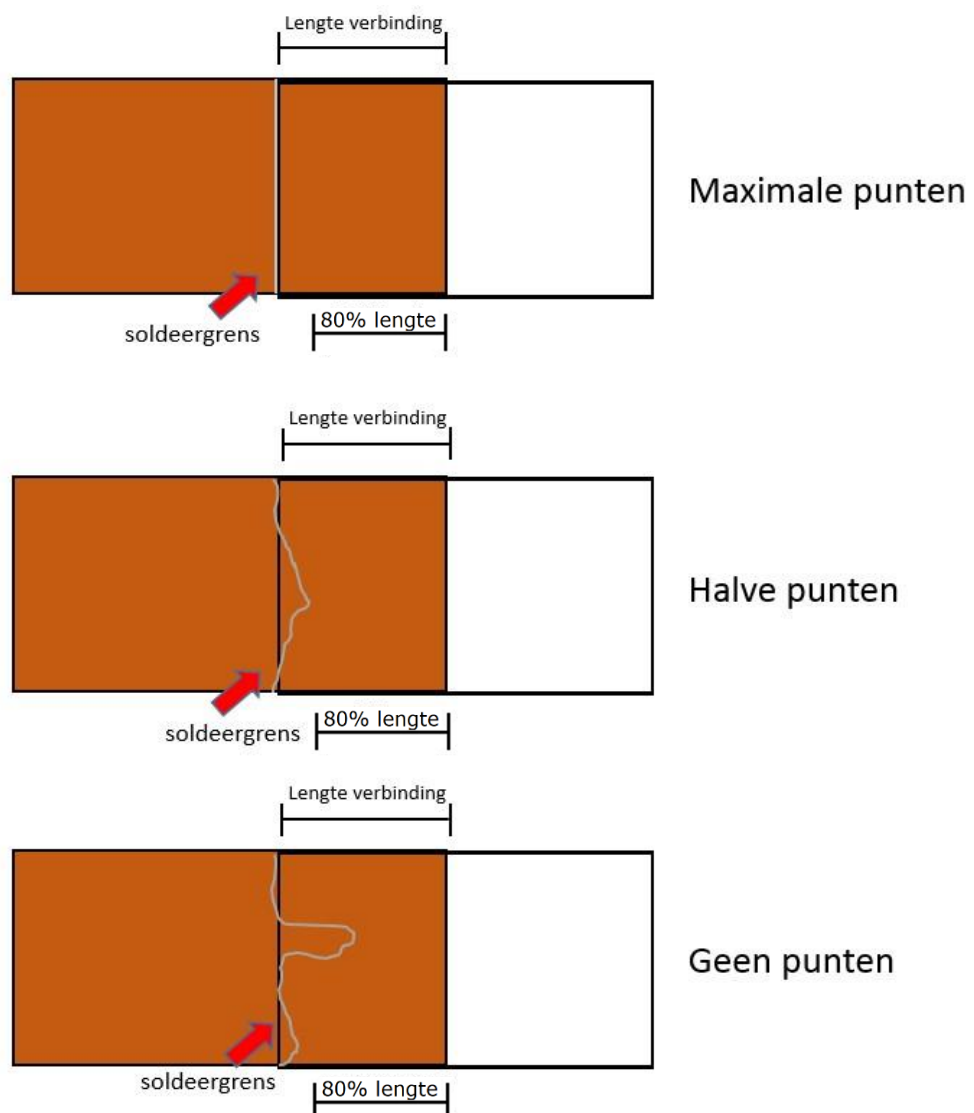 Lengte verbinding
Maximale punten
soldeergrens
80% lengte
Lengte verbinding
Halve punten
soldeergrens
80% lengte
Lengte verbinding
Geen punten
soldeergrens
80% lengte